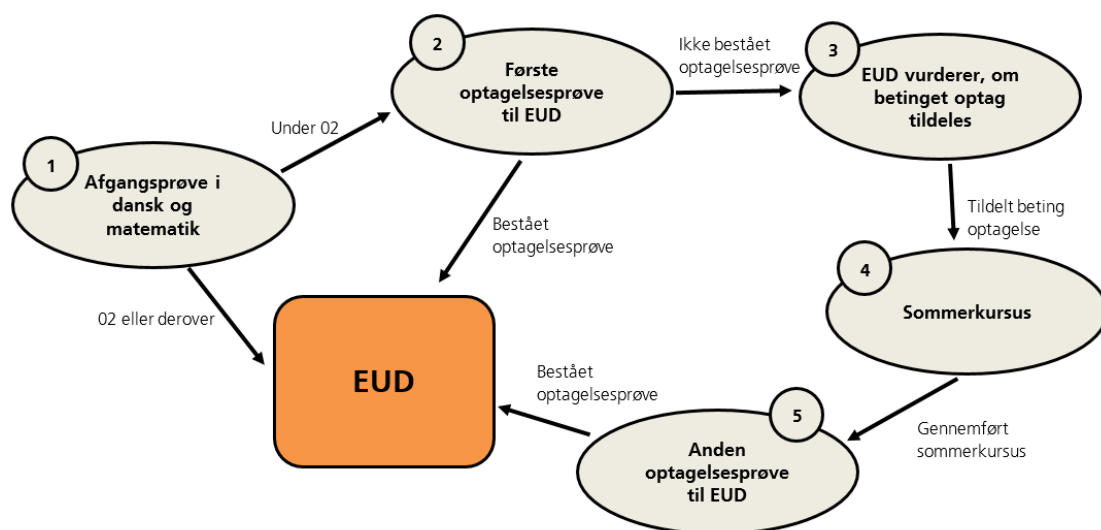 1
Afgangsprøve i
dansk og
matematik
Under 02
02 eller derover
2
Første
optagelsesprøve
til EUD
Ikke bestået
optagelsesprøve
Bestået
optagelsesprøve
3
EUD vurderer, om
betinget optag
tildeles
Tildelt beting
optagelse
4
Sommerkursus
Gennemført
sommerkursus
5
Anden
optagelsesprøve
til EUD
Bestået
optagelsesprøve
EUD